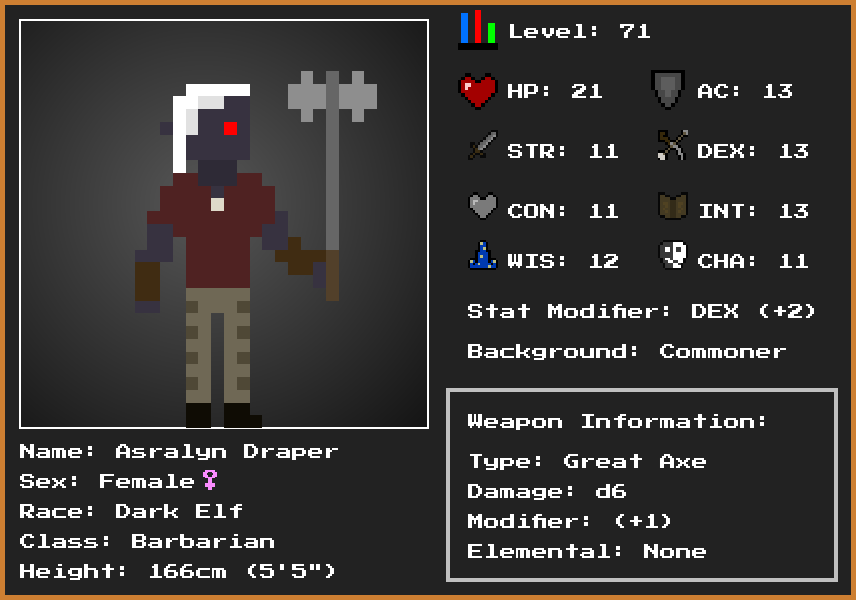 Level: 71
HP: 21
AC: 13
STR: 11
DEX: 13
CON: 11
INT: 13
WIS: 12
CHA: 11
Stat Modifier: DEX (+2)
Background: Commoner
Weapon Information:
Type: Great Axe
Damage: d6
Modifier: (+1)
Elemental: None
Name: Asralyn Draper
Sex: Female♀
Race: Dark Elf
Class: Barbarian
Height: 166cm (5'5")